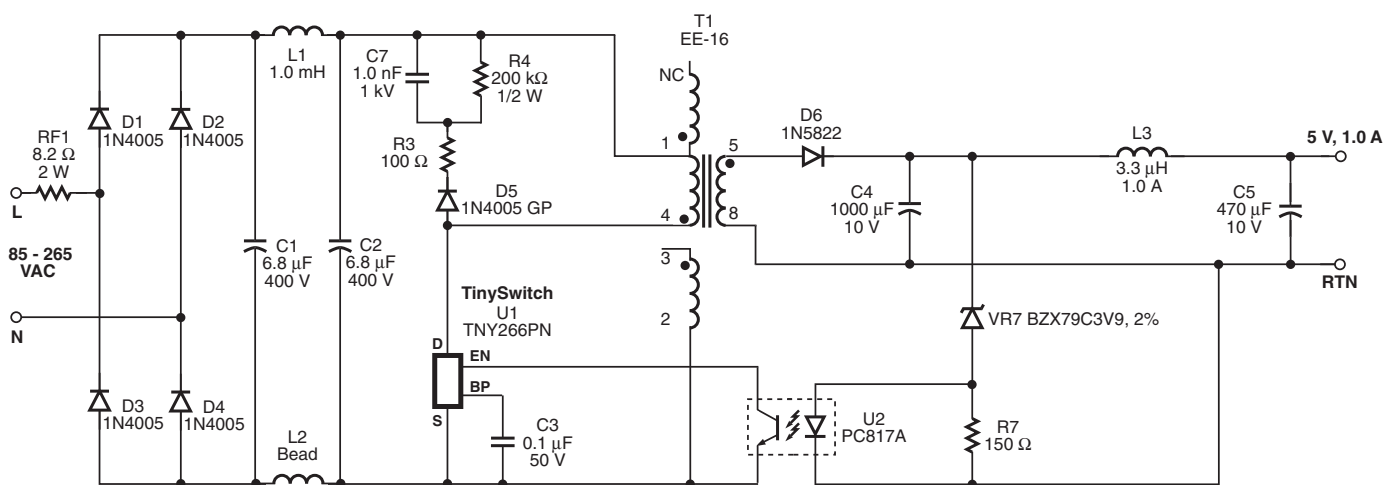 T1
EE-16
NC
L1
1.0 mH
C7
1.0 nF
1 kV
R4
200 kΩ
1/2 W
D1
1N4005
D2
1N4005
RF1
8.2 Ω
2 W
R3
100 Ω
D5
1N4005 GP
1
4
5
8
D6
1N5822
L3
3.3 µH
1.0 A
5 V, 1.0 A
C4
1000 µF
10 V
C5
470 µF
10 V
RTN
L
85 - 265
VAC
N
C1
6.8 µF
400 V
C2
6.8 µF
400 V
3
2
TinySwitch
U1
TNY266PN
D
EN
BP
S
VR7 BZX79C3V9, 2%
D3
1N4005
D4
1N4005
L2
Bead
C3
0.1 µF
50 V
U2
PC817A
R7
150 Ω